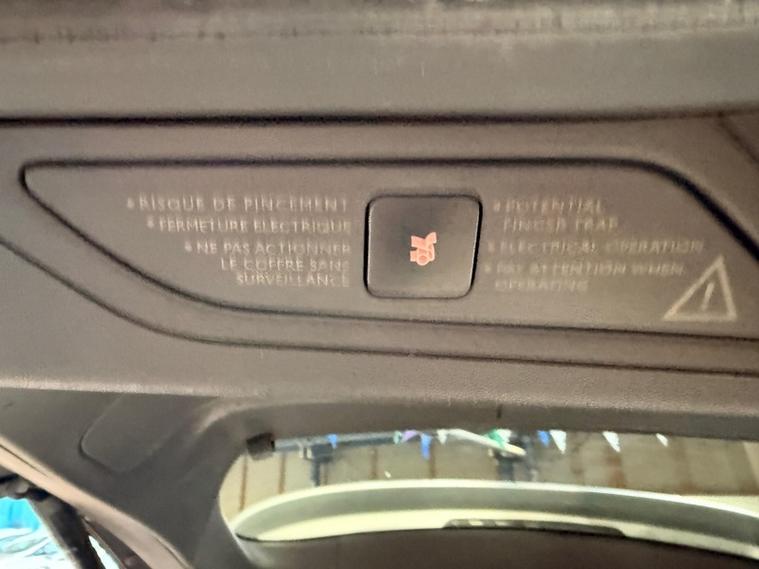 • RISQUE DE PINCEMENT
• FERMETURE ELECTRIQUE
• NE PAS ACTIONNER
LE COFFRE SANS
SURVEILLANCE
• POTENTIAL
FINGER TRAP
• ELECTRICAL OPERATION
• PAY ATTENTION WHEN
OPERATING